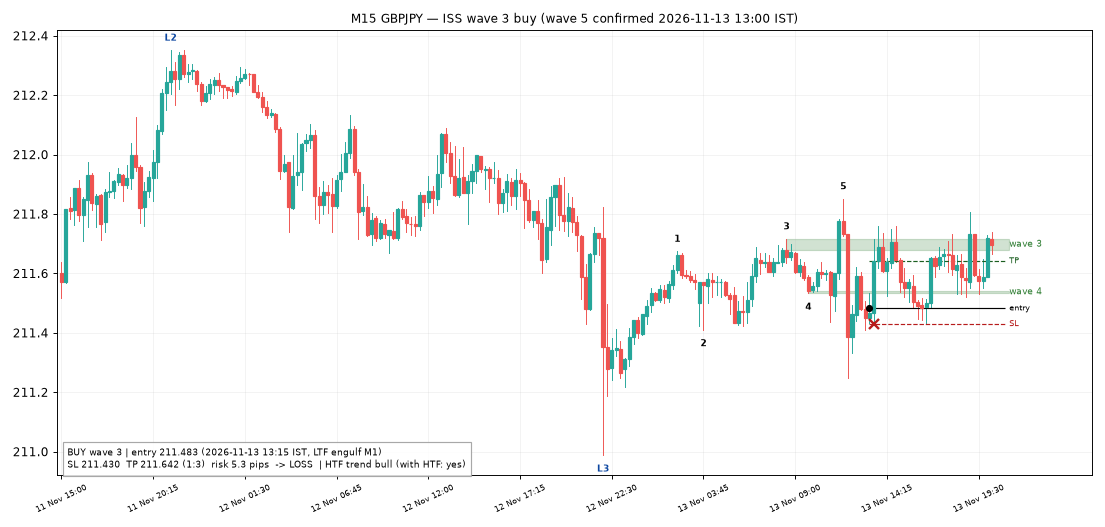 M15 GBPJPY — ISS wave 3 buy (wave 5 confirmed 2026-11-13 13:00 IST)
212.4
212.2
212.0
211.8
211.6
211.4
211.2
211.0
L2
L3
1
2
3
4
5
wave 3
TP
wave 4
entry
SL
BUY wave 3 | entry 211.483 (2026-11-13 13:15 IST, LTF engulf M1)
SL 211.430  TP 211.642 (1:3)  risk 5.3 pips  -> LOSS  | HTF trend bull (with HTF: yes)
11 Nov 15:00
11 Nov 20:15
12 Nov 01:30
12 Nov 06:45
12 Nov 12:00
12 Nov 17:15
12 Nov 22:30
13 Nov 03:45
13 Nov 09:00
13 Nov 14:15
13 Nov 19:30